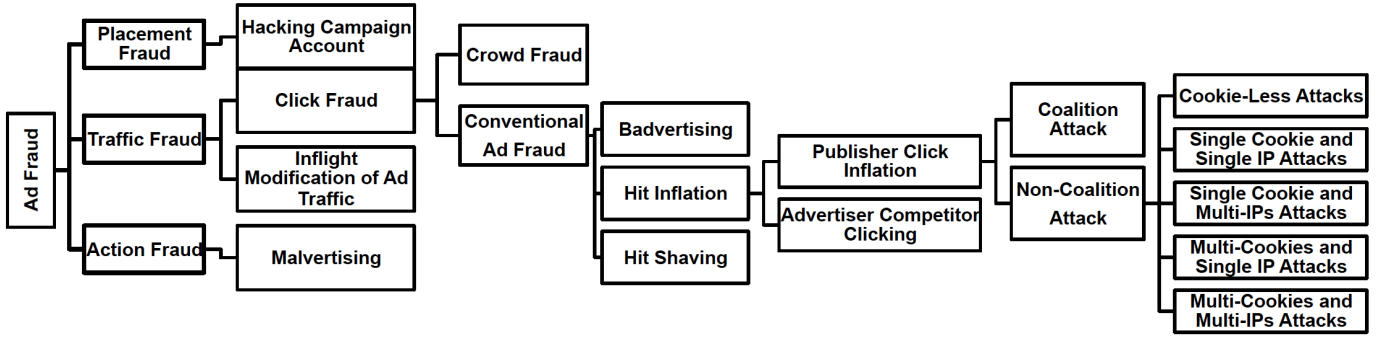 Ad Fraud
Placement
Fraud
Traffic Fraud
Action Fraud
Hacking Campaign
Account
Click Fraud
Inflight
Modification of Ad
Traffic
Malvertising
Crowd Fraud
Conventional
Ad Fraud
Badvertising
Hit Inflation
Hit Shaving
Publisher Click
Inflation
Advertiser Competitor
Clicking
Coalition
Attack
Non-Coalition
Attack
Cookie-Less Attacks
Single Cookie and
Single IP Attacks
Single Cookie and
Multi-IPs Attacks
Multi-Cookies and
Single IP Attacks
Multi-Cookies and
Multi-IPs Attacks